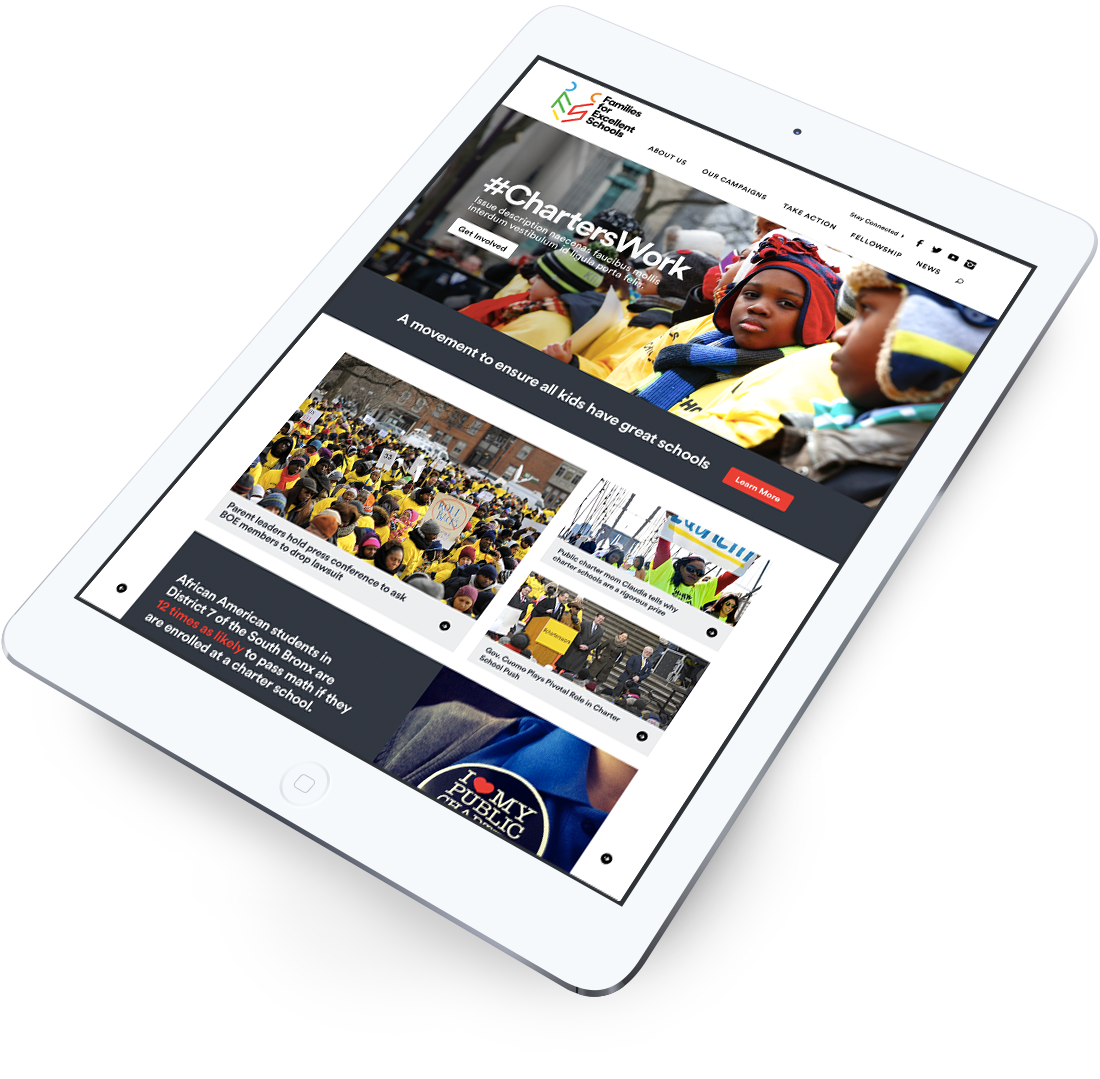 Families
for
Excellent
Schools
ABOUT US
OUR CAMPAIGNS
TAKE ACTION
FELLOWSHIP
NEWS
Stay Connected
#ChartersWork
Issue description naecenas faucibus mollis
interdum vestibulum id ligula porta felis.
Get Involved
A movement to ensure all kids have great schools
Learn More
Parent leaders hold press conference to ask
BOE members to drop lawsuit
Public charter mom Claudia tells why
charter schools are a rigorous prize
Gov. Cuomo Plays Pivotal Role in Charter
School Push
African American students in
District 7 of the South Bronx are
12 times as likely to pass math if they
are enrolled at a charter school.
I ♥ MY
PUBLIC